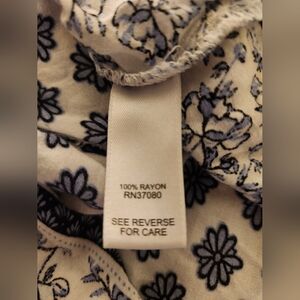 100% RAYON
RN37080
SEE REVERSE
FOR CARE